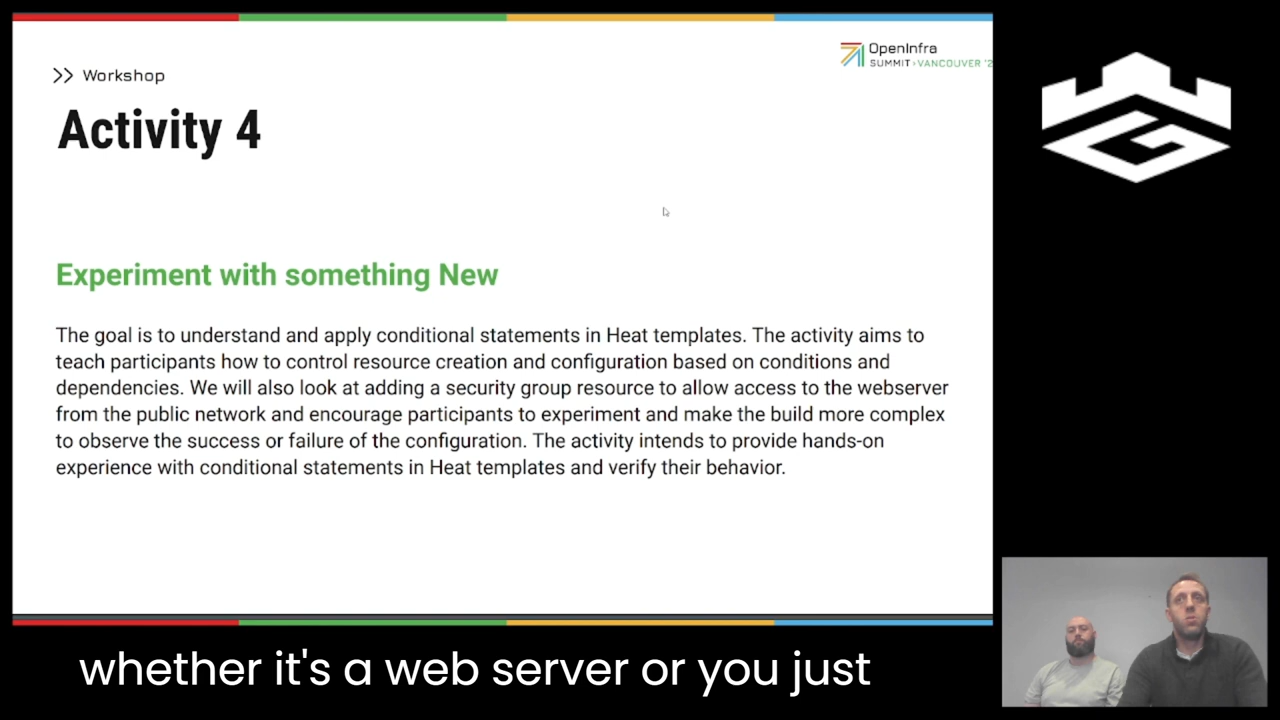 OpenInfra
SUMMIT › VANCOUVER '2
>> Workshop
Activity 4
Experiment with something New
The goal is to understand and apply conditional statements in Heat templates. The activity aims to
teach participants how to control resource creation and configuration based on conditions and
dependencies. We will also look at adding a security group resource to allow access to the webserver
from the public network and encourage participants to experiment and make the build more complex
to observe the success or failure of the configuration. The activity intends to provide hands-on
experience with conditional statements in Heat templates and verify their behavior.
whether it's a web server or you just